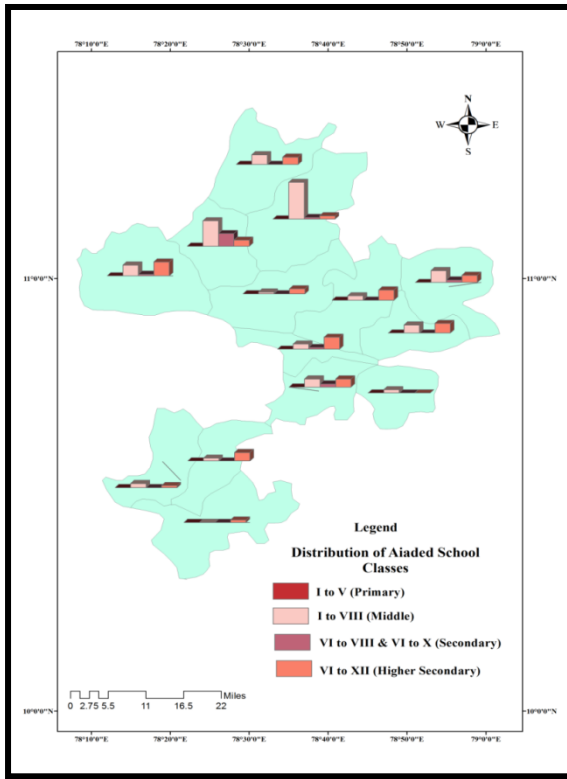 78°10'0"E 78°20'0"E 78°30'0"E 78°40'0"E 78°50'0"E 79°0'0"E
N
W E
S
11°0'0"N 11°0'0"N
Legend
Distribution of Aiaded School
Classes
I to V (Primary)
I to VIII (Middle)
VI to VIII & VI to X (Secondary)
VI to XII (Higher Secondary)
Miles
0 2.75 5.5 11 16.5 22
10°0'0"N 10°0'0"N
78°10'0"E 78°20'0"E 78°30'0"E 78°40'0"E 78°50'0"E 79°0'0"E